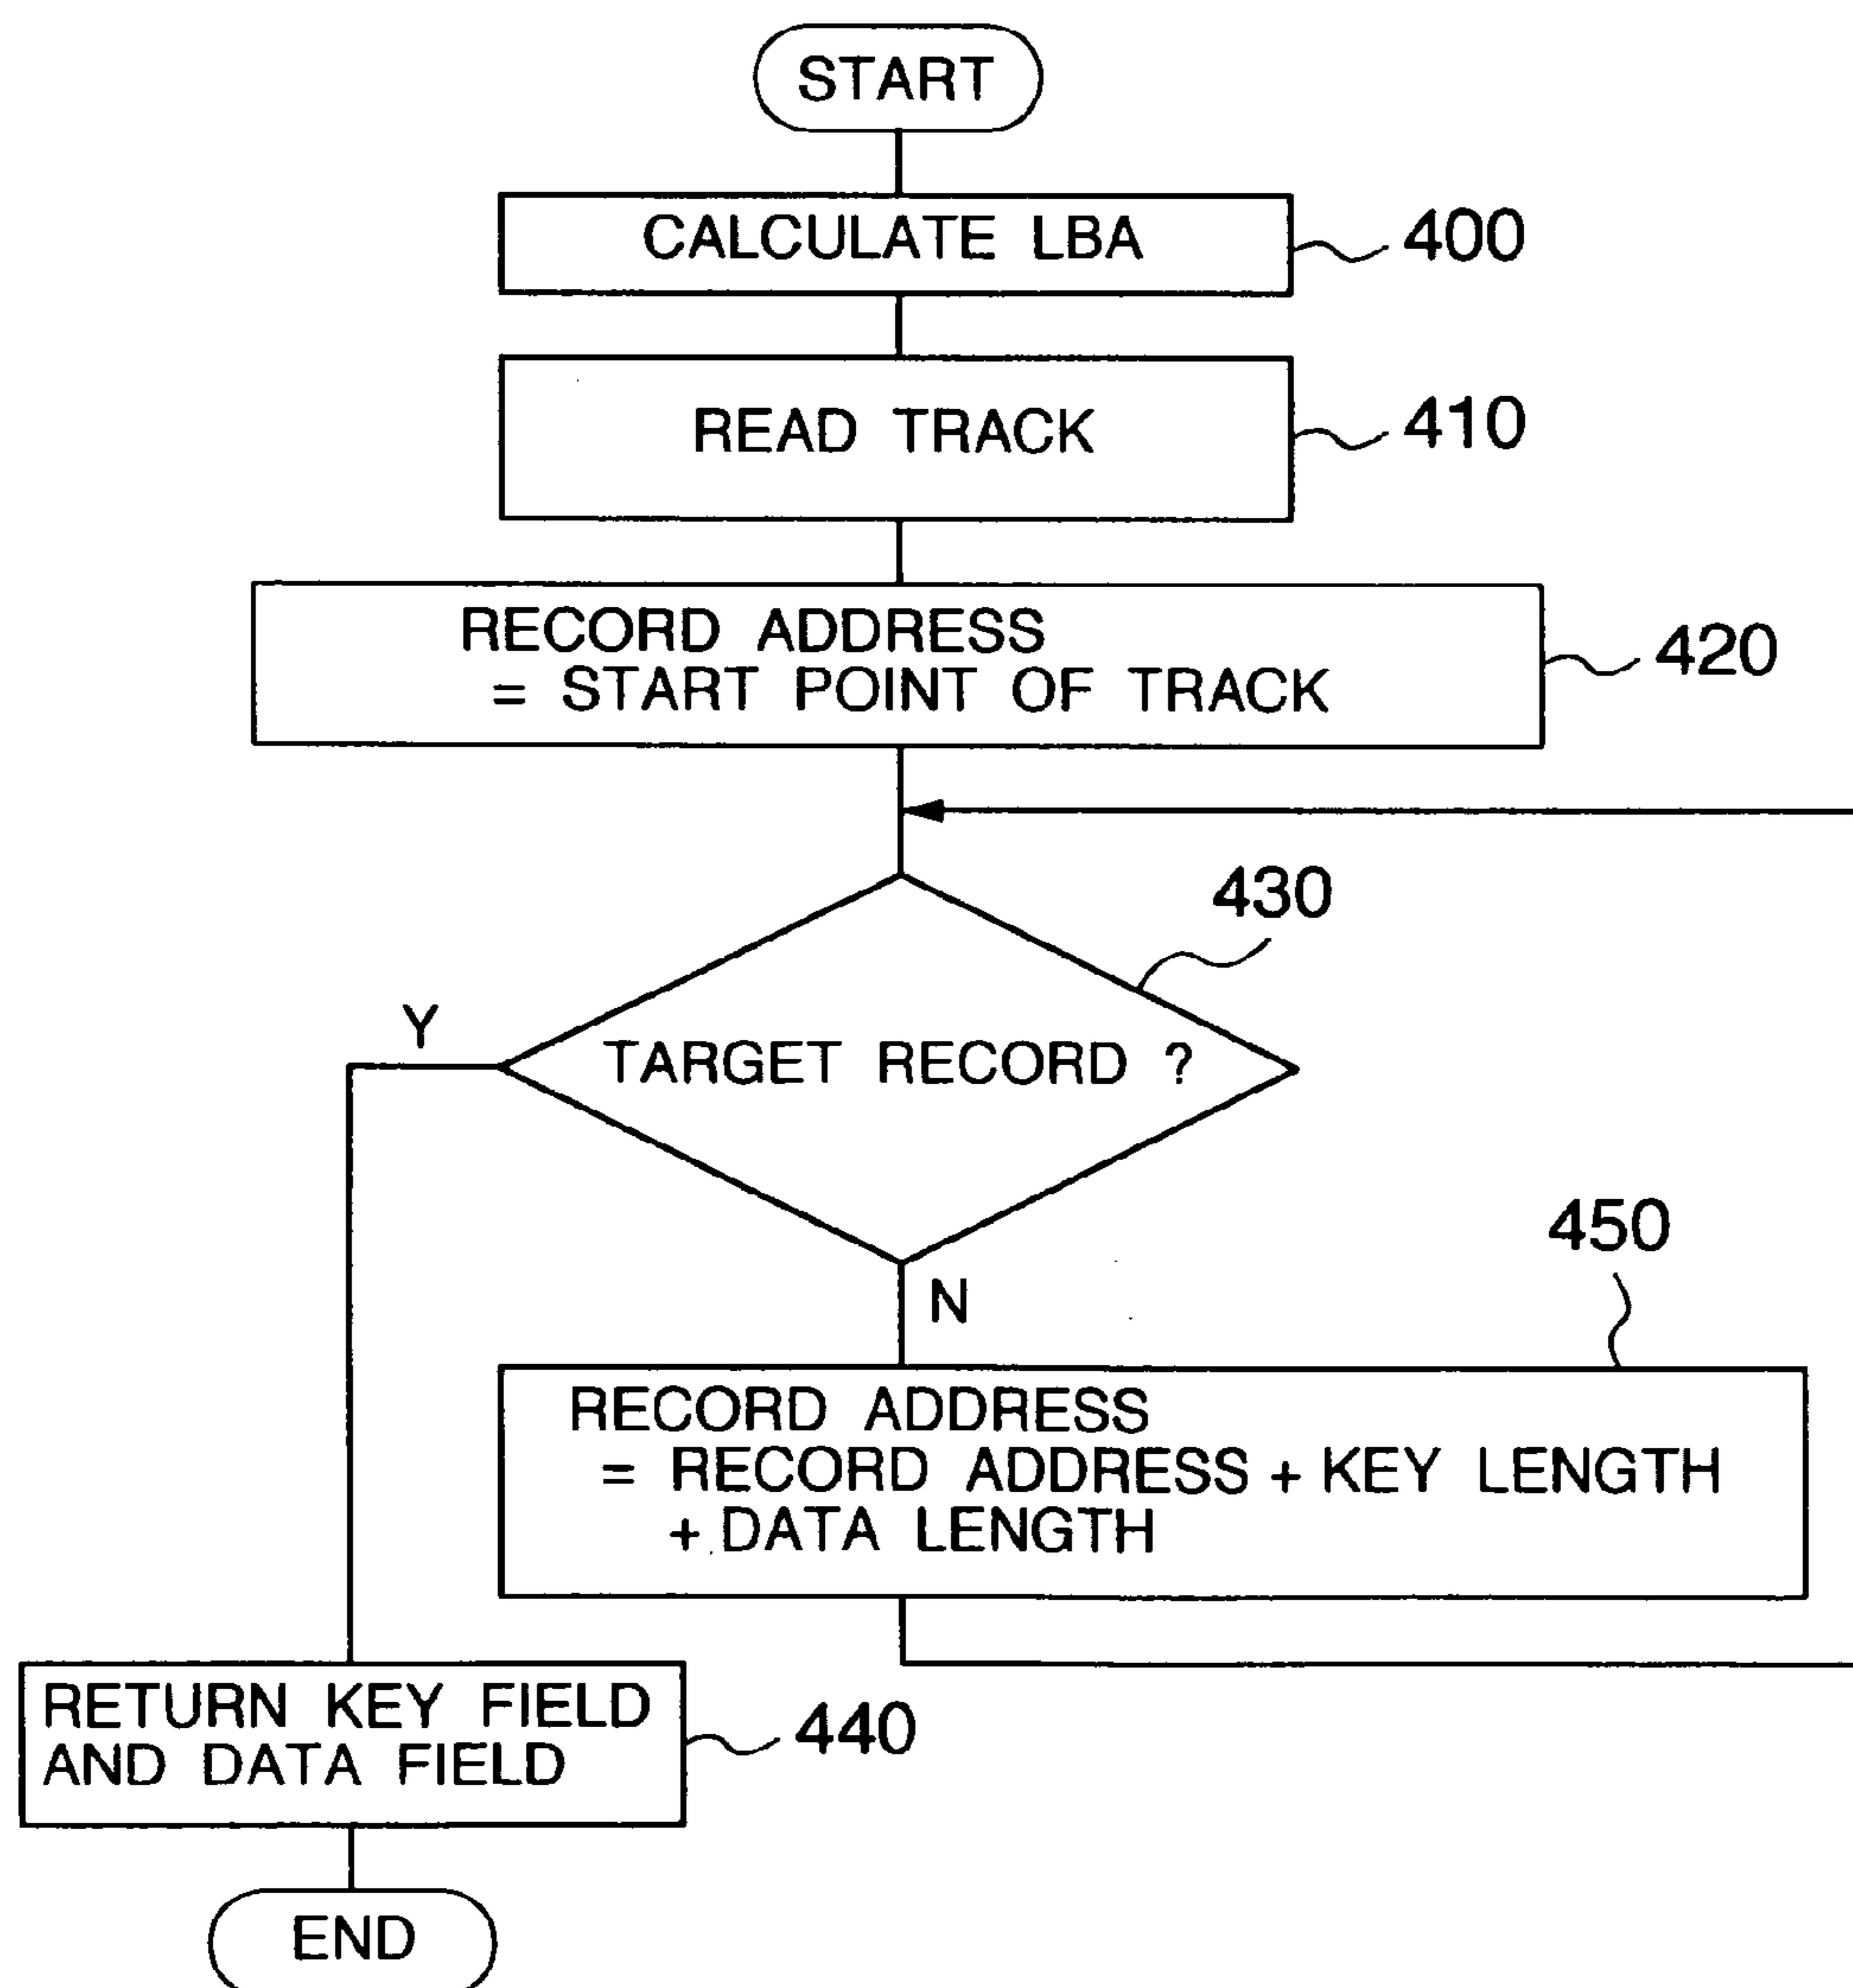 START
CALCULATE LBA
400
READ TRACK
410
RECORD ADDRESS
= START POINT OF TRACK
420
430
TARGET RECORD ?
Y
N
450
RECORD ADDRESS
= RECORD ADDRESS + KEY LENGTH
+ DATA LENGTH
RETURN KEY FIELD
AND DATA FIELD
440
END